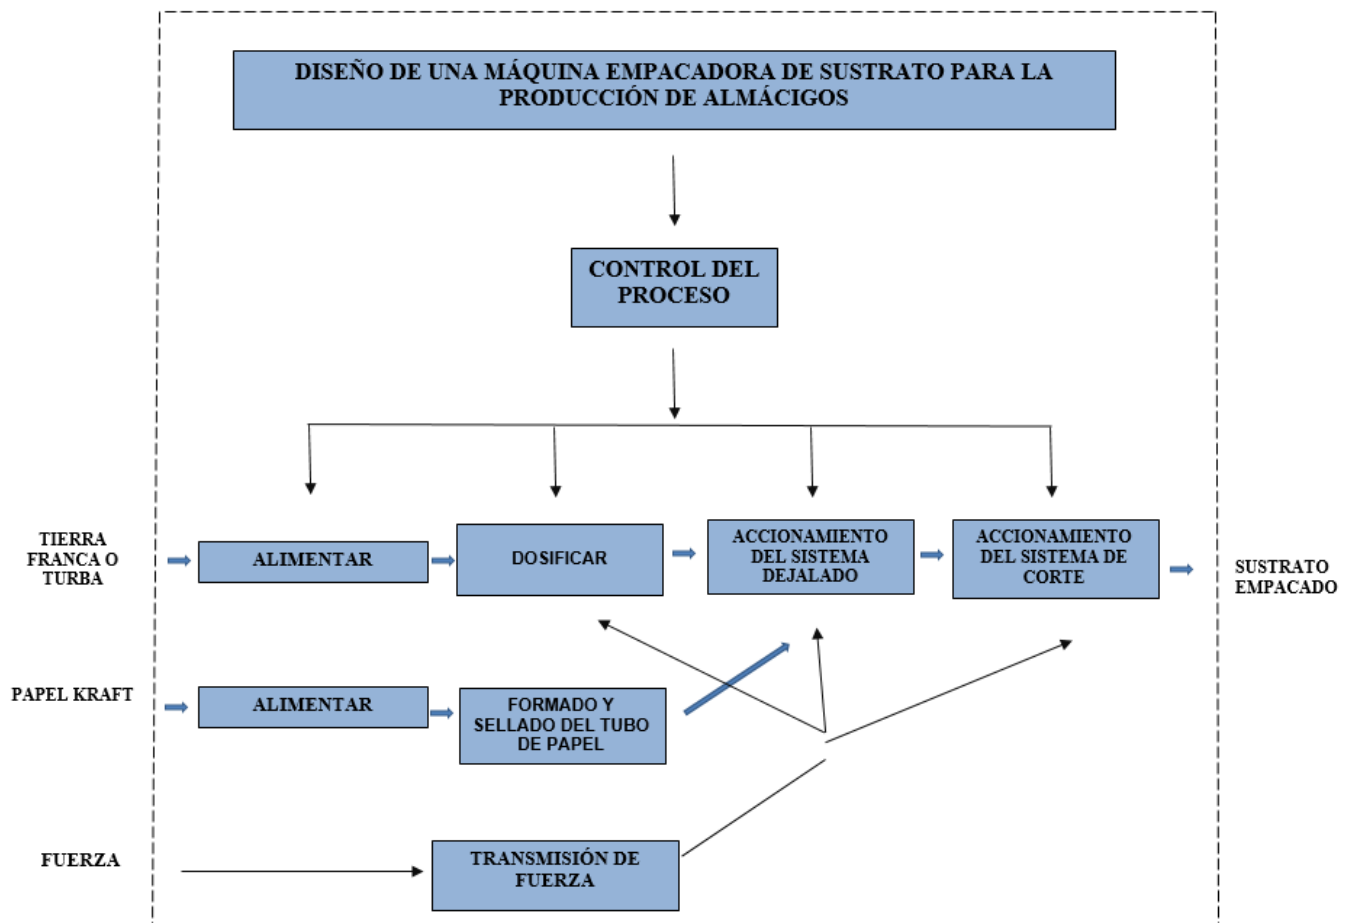 DISEÑO DE UNA MÁQUINA EMPACADORA DE SUSTRATO PARA LA
PRODUCCIÓN DE ALMÁCIGOS
CONTROL DEL
PROCESO
TIERRA
FRANCA O
TURBA
ALIMENTAR
DOSIFICAR
ACCIONAMIENTO
DEL SISTEMA
DEJALADO
ACCIONAMIENTO
DEL SISTEMA DE
CORTE
SUSTRATO
EMPACADO
PAPEL KRAFT
ALIMENTAR
FORMADO Y
SELLADO DEL TUBO
DE PAPEL
FUERZA
TRANSMISIÓN DE
FUERZA